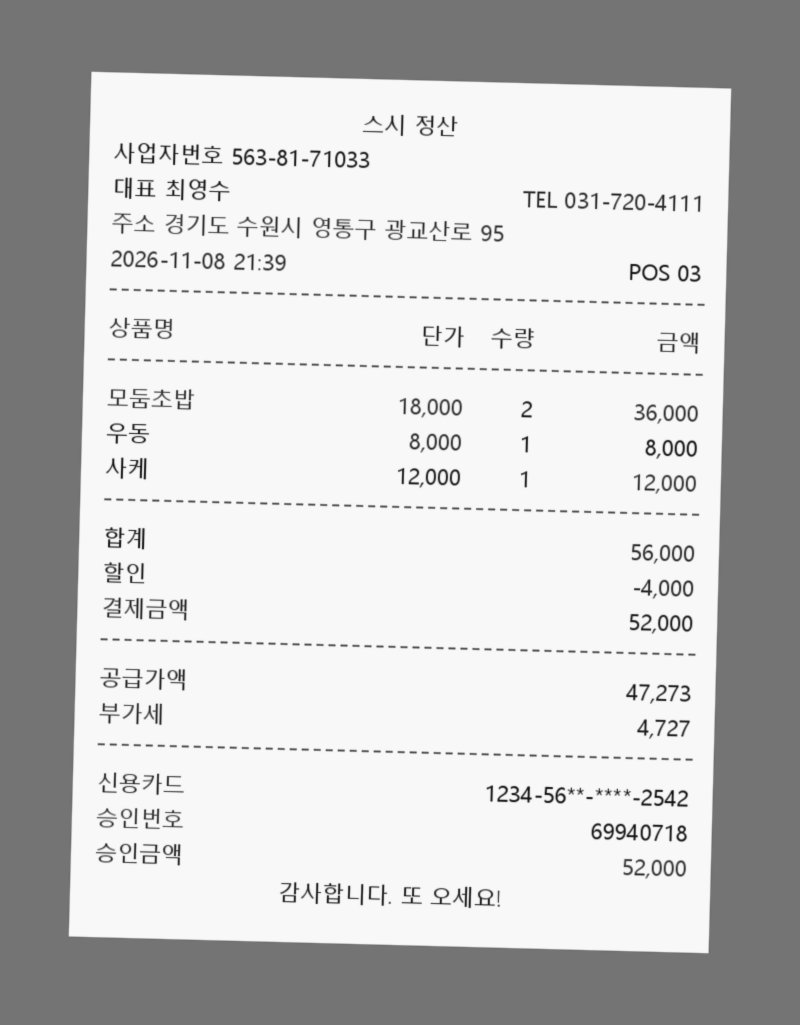 스시 정산
사업자번호 563-81-71033
대표 최영수 TEL 031-720-4111
주소 경기도 수원시 영통구 광교산로 95
2026-11-08 21:39 POS 03
상품명 단가 수량 금액
모둠초밥 18,000 2 36,000
우동 8,000 1 8,000
사케 12,000 1 12,000
합계 56,000
할인 -4,000
결제금액 52,000
공급가액 47,273
부가세 4,727
신용카드 1234-56**-****-2542
승인번호 69940718
승인금액 52,000
감사합니다. 또 오세요!